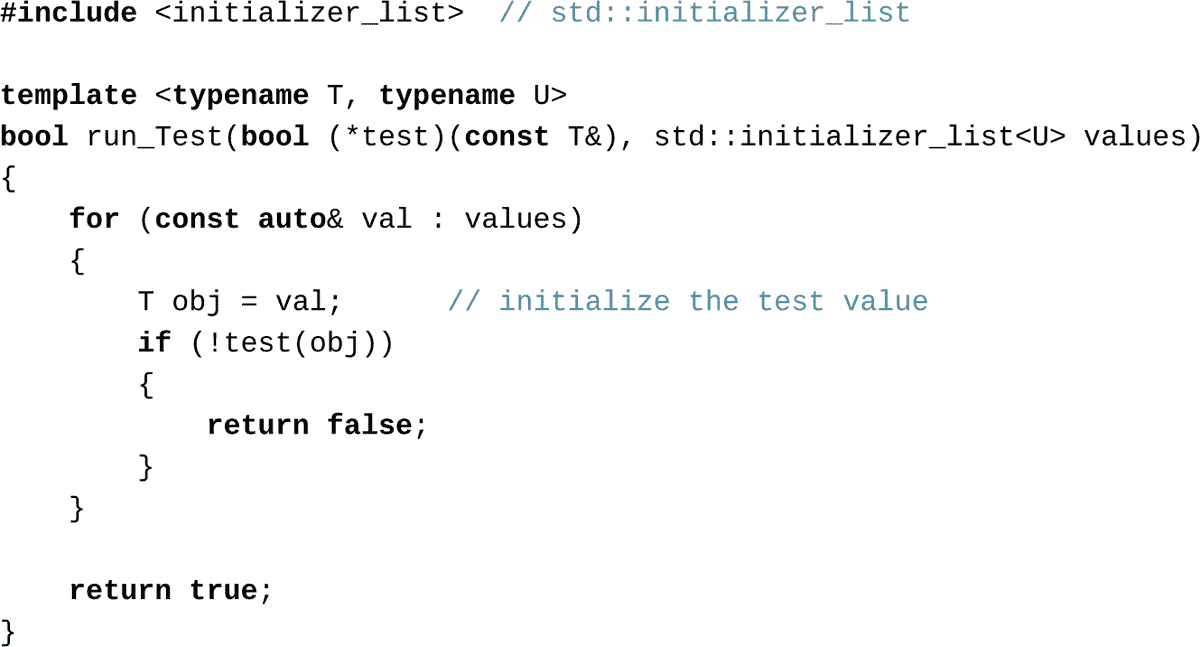 #include <initializer_list>  // std::initializer_list

template <typename T, typename U>
bool run_Test(bool (*test)(const T&), std::initializer_list<U> values)
{
    for (const auto& val : values)
    {
        T obj = val;      // initialize the test value
        if (!test(obj))
        {
            return false;
        }
    }

    return true;
}